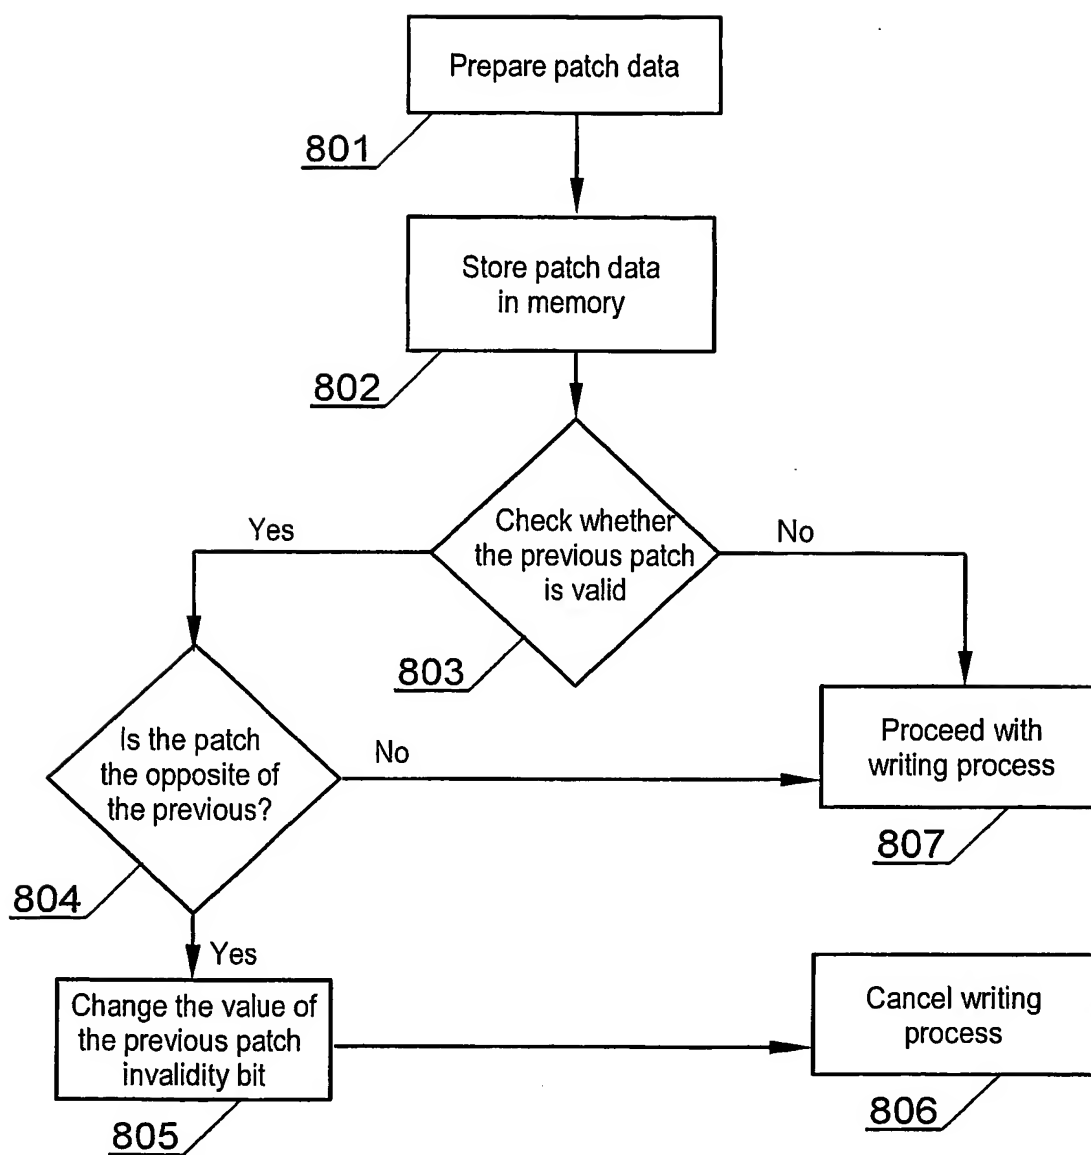 Prepare patch data
801
Store patch data
in memory
802
Check whether
the previous patch
is valid
Yes
No
803
Is the patch
the opposite of
the previous?
No
Proceed with
writing process
807
804
Yes
Change the value of
the previous patch
invalidity bit
Cancel writing
process
806
805